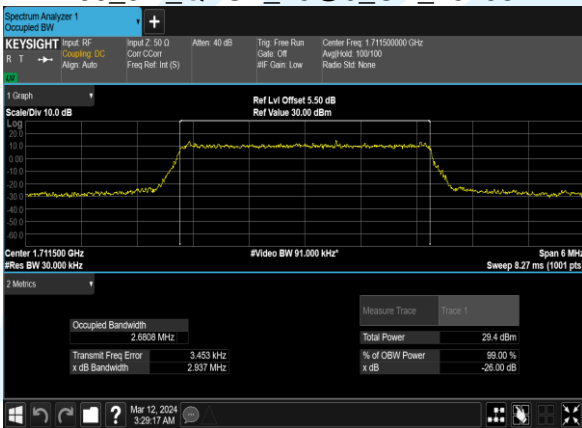 Spectrum Analyzer 1
Occupied BW
+
KEYSIGHT Input: RF Input Z: 50 Ω Atten: 40 dB Trig: Free Run Center Freq: 1.711500000 GHz
R T Coupling: DC Corr CCorr Gate: Off Avg|Hold: 100/100
Align: Auto Freq Ref: Int (S) #IF Gain: Low Radio Std: None
1 Graph
Ref Lvl Offset 5.50 dB
Scale/Div 10.0 dB Ref Value 30.00 dBm
Log
20.0
10.0
0.00
-10.0
-20.0
-30.0
-40.0
-50.0
-60.0
Center 1.711500 GHz #Video BW 91.000 kHz* Span 6 MHz
#Res BW 30.000 kHz Sweep 8.27 ms (1001 pts
2 Metrics
Measure Trace Trace 1
Occupied Bandwidth
2.6808 MHz Total Power 29.4 dBm
Transmit Freq Error 3.453 kHz % of OBW Power 99.00 %
x dB Bandwidth 2.937 MHz x dB -26.00 dB
? Mar 12, 2024
3:29:17 AM